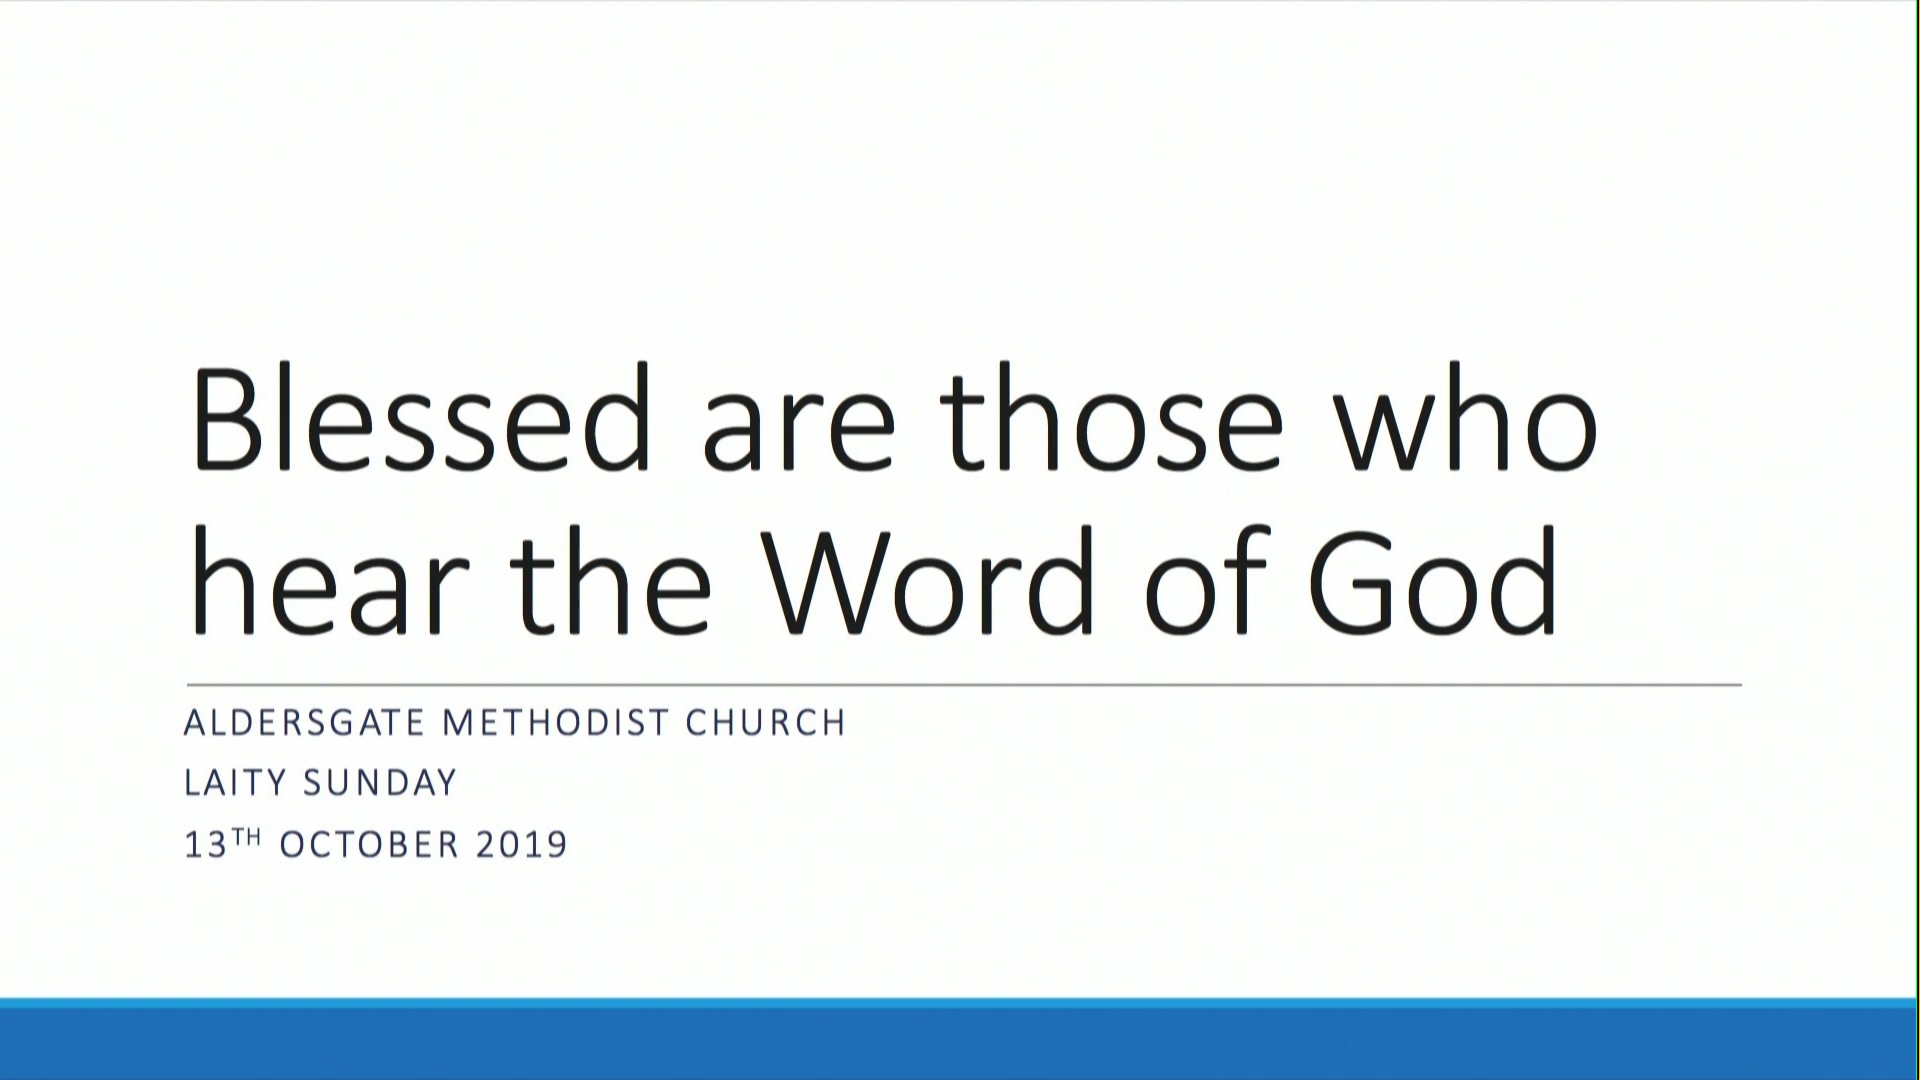 Blessed are those who
hear the Word of God
ALDERSGATE METHODIST CHURCH
LAITY SUNDAY
13TH OCTOBER 2019